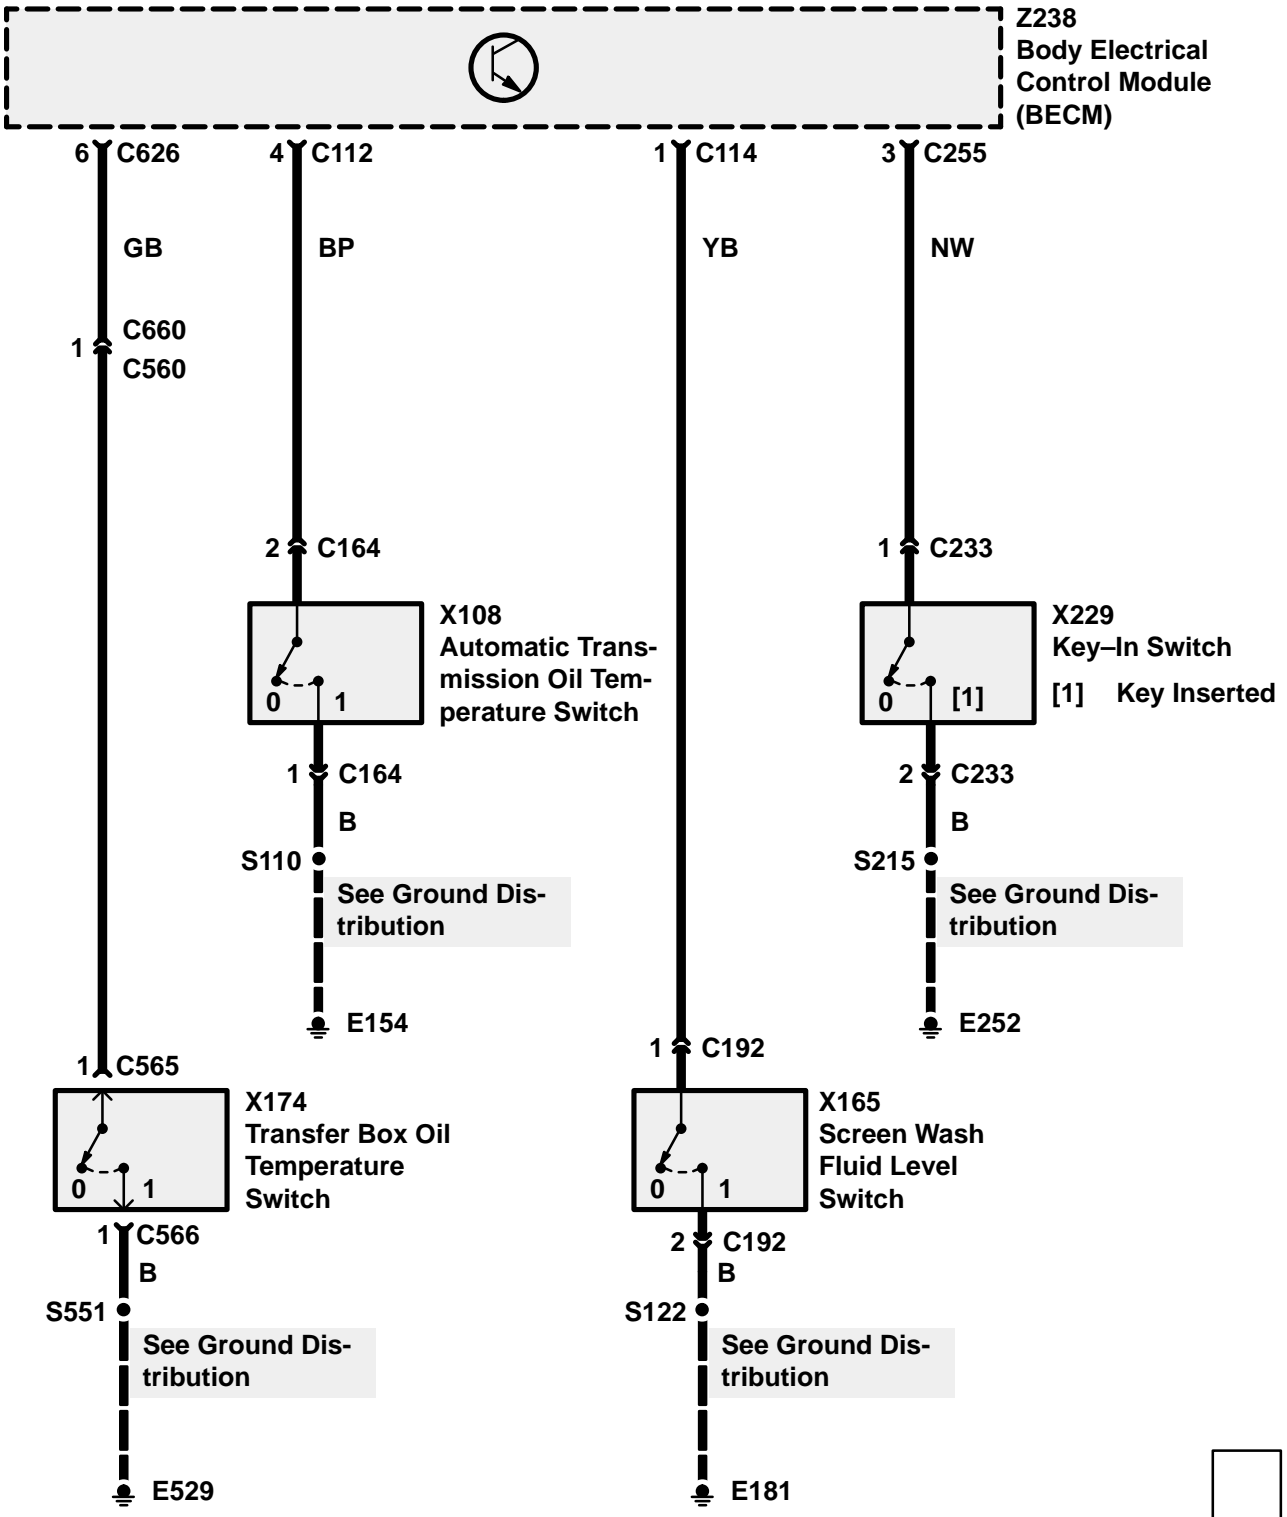 Z238
Body Electrical
Control Module
(BECM)
6 C626
4 C112
1 C114
3 C255
GB
BP
YB
NW
1 C660
C560
2 C164
1 C233
X108
Automatic Trans-
mission Oil Tem-
perature Switch
0 1
X229
Key–In Switch
[1] Key Inserted
0 [1]
1 C164
2 C233
B
B
S110
S215
See Ground Dis-
tribution
See Ground Dis-
tribution
E154
E252
1 C565
1 C192
X174
Transfer Box Oil
Temperature
Switch
0 1
X165
Screen Wash
Fluid Level
Switch
0 1
1 C566
2 C192
B
B
S551
S122
See Ground Dis-
tribution
See Ground Dis-
tribution
E529
E181